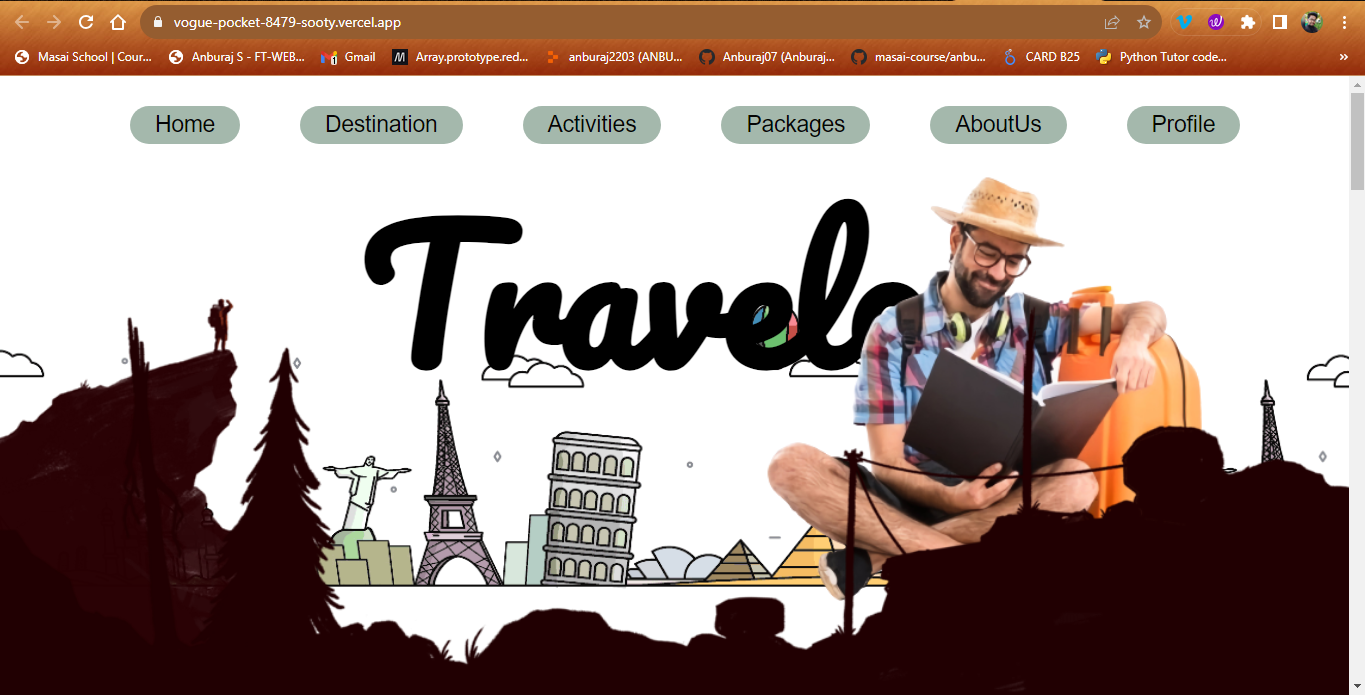 vogue-pocket-8479-sooty.vercel.app
Masai School | Cour... Anburaj S - FT-WEB... Gmail Array.prototype.red... anburaj2203 (ANBU... Anburaj07 (Anburaj... masai-course/anbu... CARD B25 Python Tutor code... »
Home Destination Activities Packages AboutUs Profile
Travelo